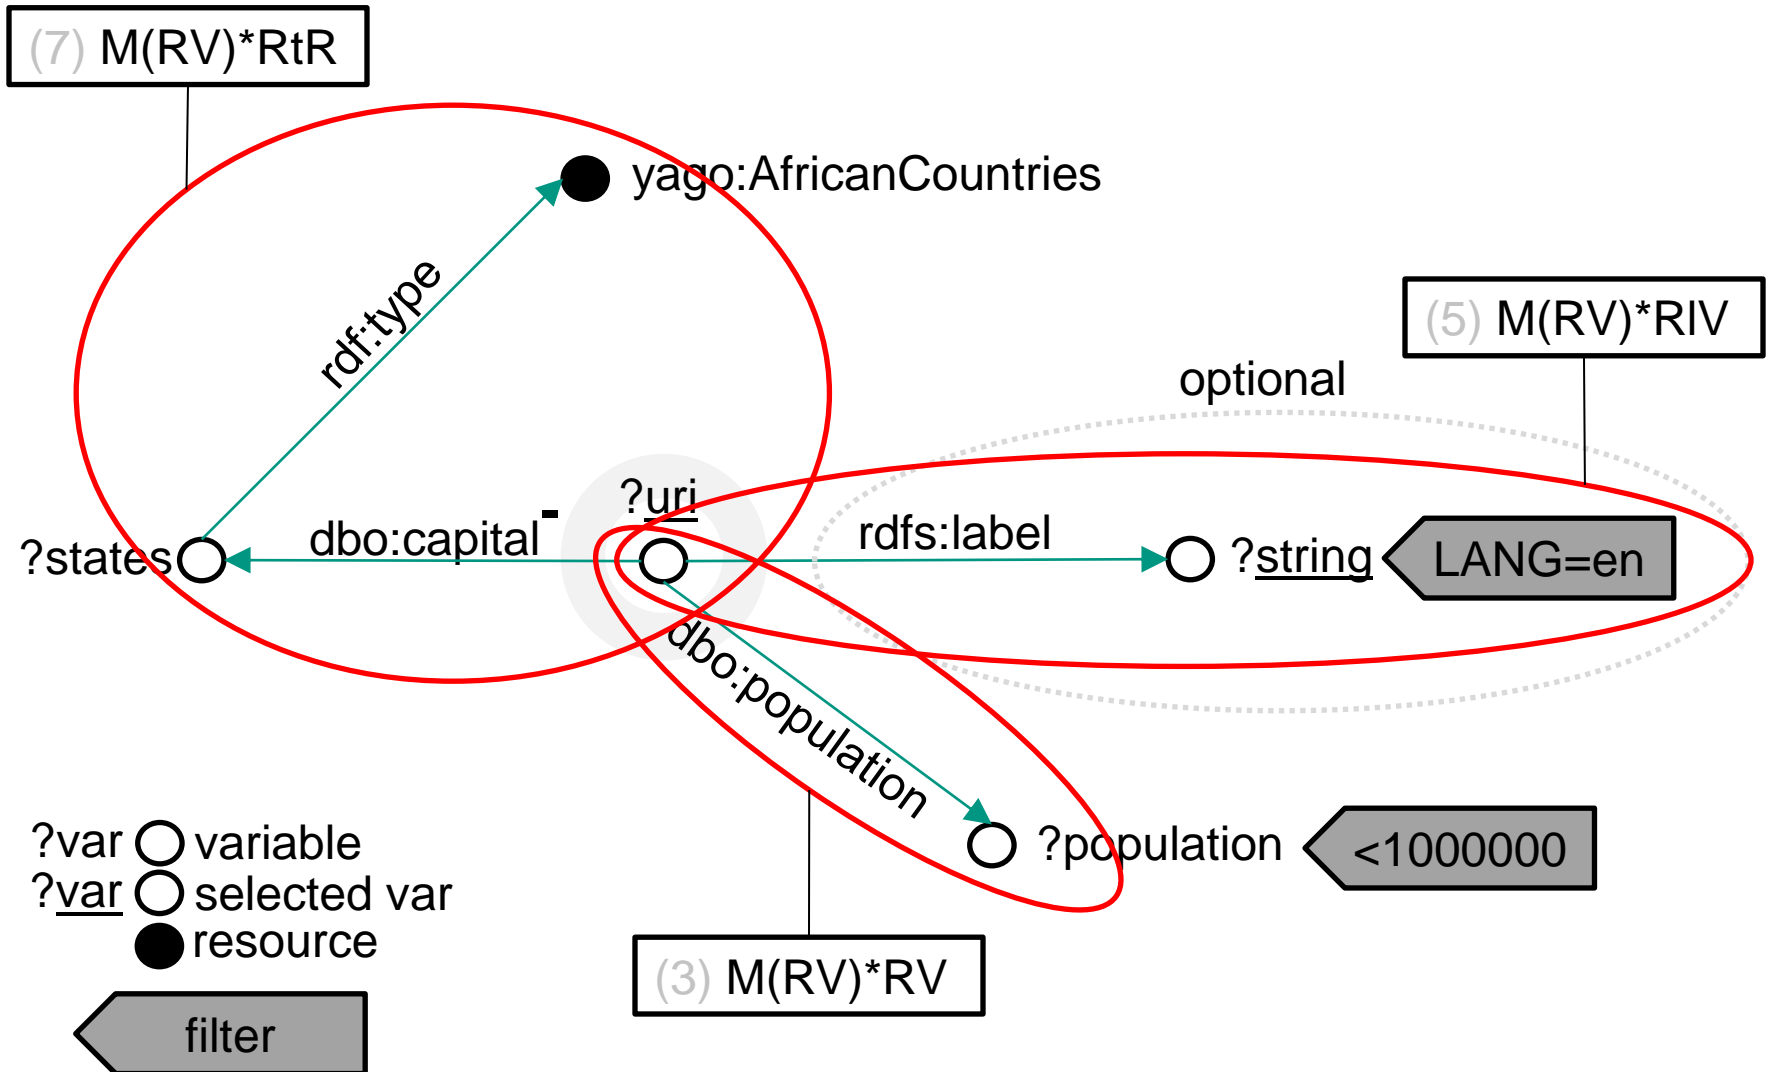 (7) M(RV)*RtR
yago:AfricanCountries
rdf:type
(5) M(RV)*RlV
optional
?uri
?states
dbo:capital-
rdfs:label
?string
LANG=en
dbo:population
?population
<1000000
?var variable
?var selected var
resource
(3) M(RV)*RV
filter